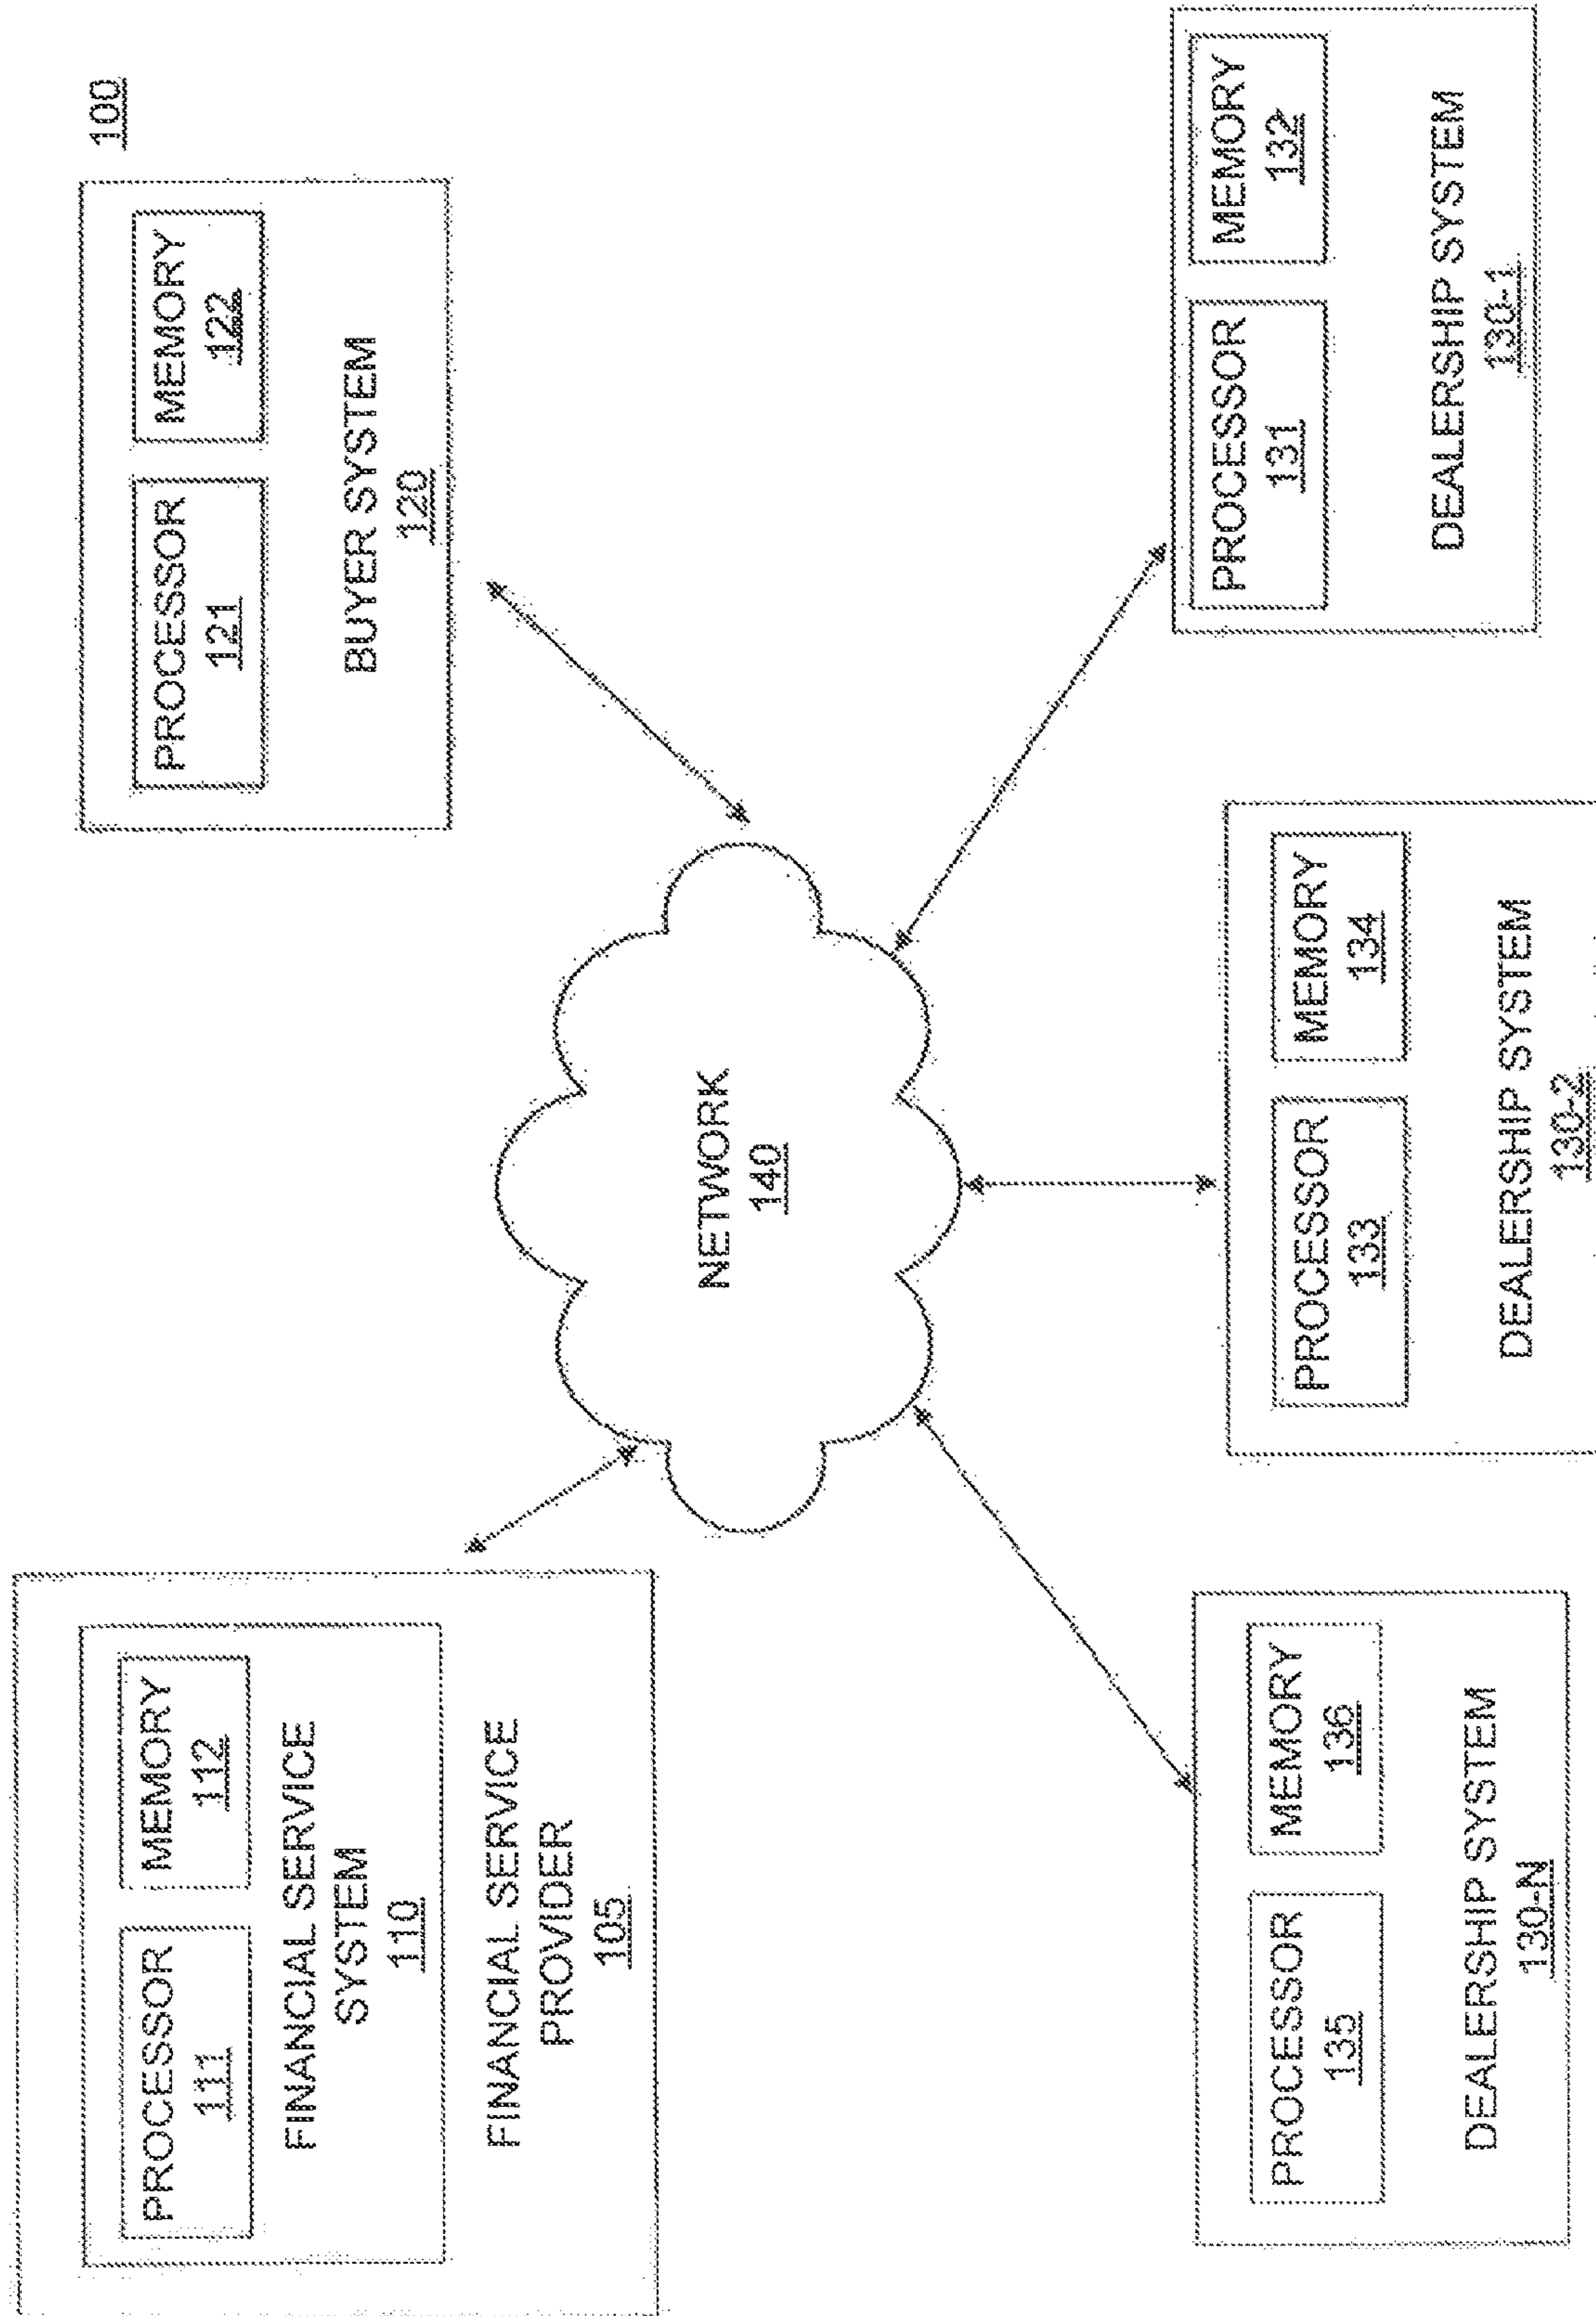 100
PROCESSOR
111
MEMORY
112
FINANCIAL SERVICE
SYSTEM
110
FINANCIAL SERVICE
PROVIDER
105
PROCESSOR
121
MEMORY
122
BUYER SYSTEM
120
NETWORK
140
PROCESSOR
135
MEMORY
136
DEALERSHIP SYSTEM
130-N
PROCESSOR
133
MEMORY
134
DEALERSHIP SYSTEM
130-2
PROCESSOR
131
MEMORY
132
DEALERSHIP SYSTEM
130-1